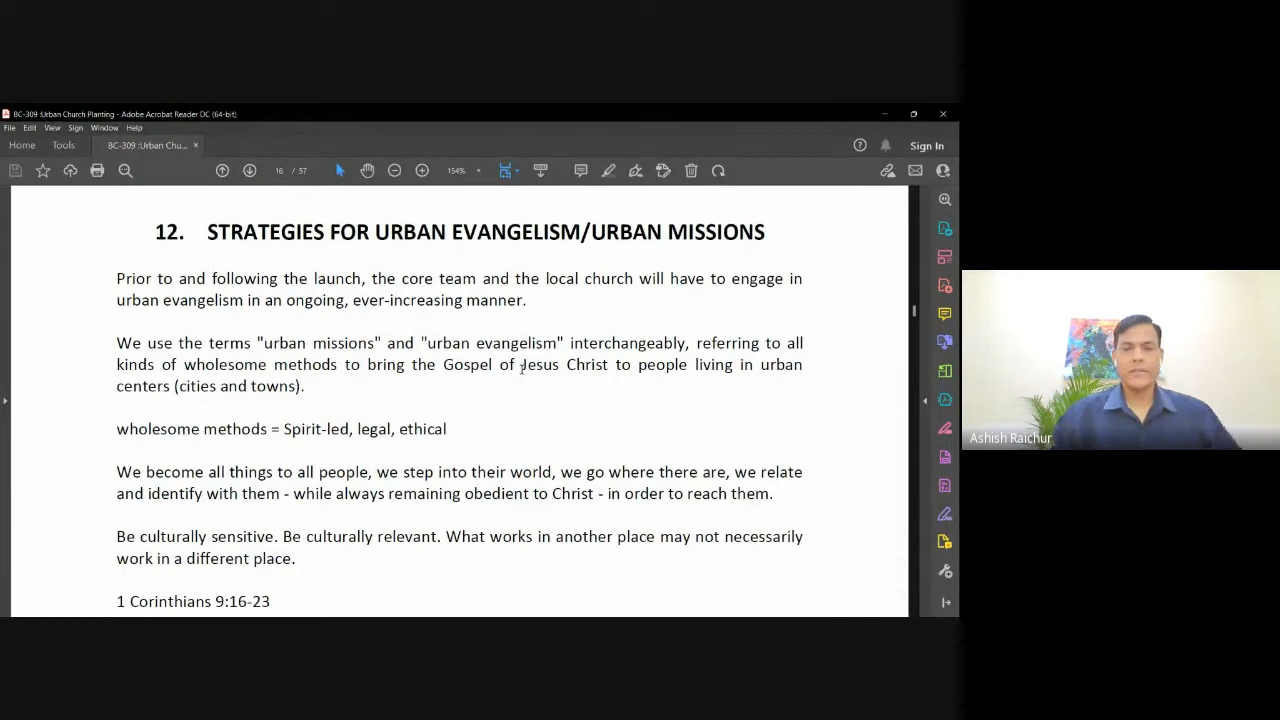 BC-309 :Urban Church Planting - Adobe Acrobat Reader DC (64-bit)
File Edit View Sign Window Help
Home Tools BC-309 :Urban Chu... × Sign In
16 / 57 154%
12. STRATEGIES FOR URBAN EVANGELISM/URBAN MISSIONS
Prior to and following the launch, the core team and the local church will have to engage in
urban evangelism in an ongoing, ever-increasing manner.
We use the terms "urban missions" and "urban evangelism" interchangeably, referring to all
kinds of wholesome methods to bring the Gospel of Jesus Christ to people living in urban
centers (cities and towns).
wholesome methods = Spirit-led, legal, ethical
We become all things to all people, we step into their world, we go where there are, we relate
and identify with them - while always remaining obedient to Christ - in order to reach them.
Be culturally sensitive. Be culturally relevant. What works in another place may not necessarily
work in a different place.
1 Corinthians 9:16-23
Ashish Raichur